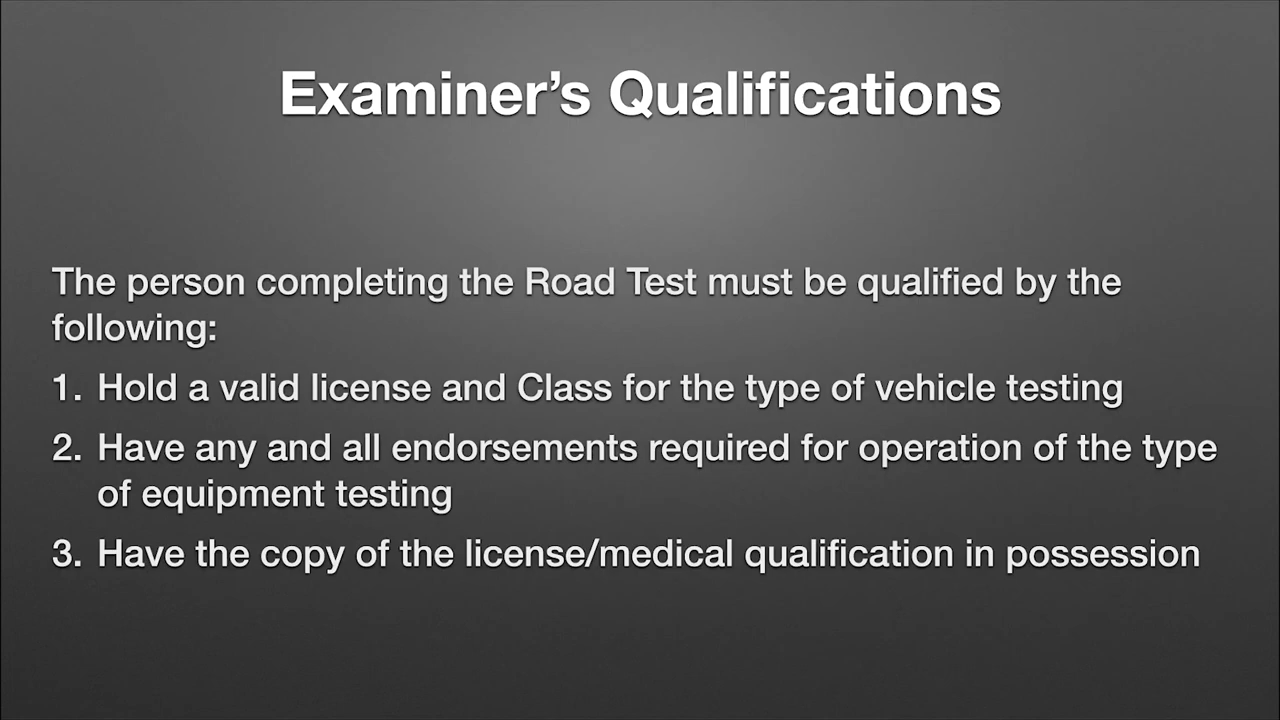 Examiner’s Qualifications
The person completing the Road Test must be qualified by the
following:
1. Hold a valid license and Class for the type of vehicle testing
2. Have any and all endorsements required for operation of the type
of equipment testing
3. Have the copy of the license/medical qualification in possession